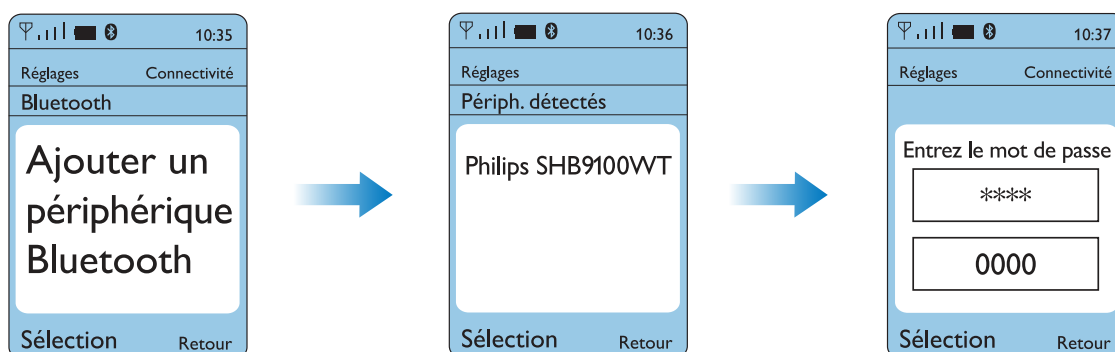 10:35
Réglages Connectivité
Bluetooth
Ajouter un
périphérique
Bluetooth
Sélection Retour
10:36
Réglages
Périph. détectés
Philips SHB9100WT
Sélection Retour
10:37
Réglages Connectivité
Entrez le mot de passe
****
0000
Sélection Retour